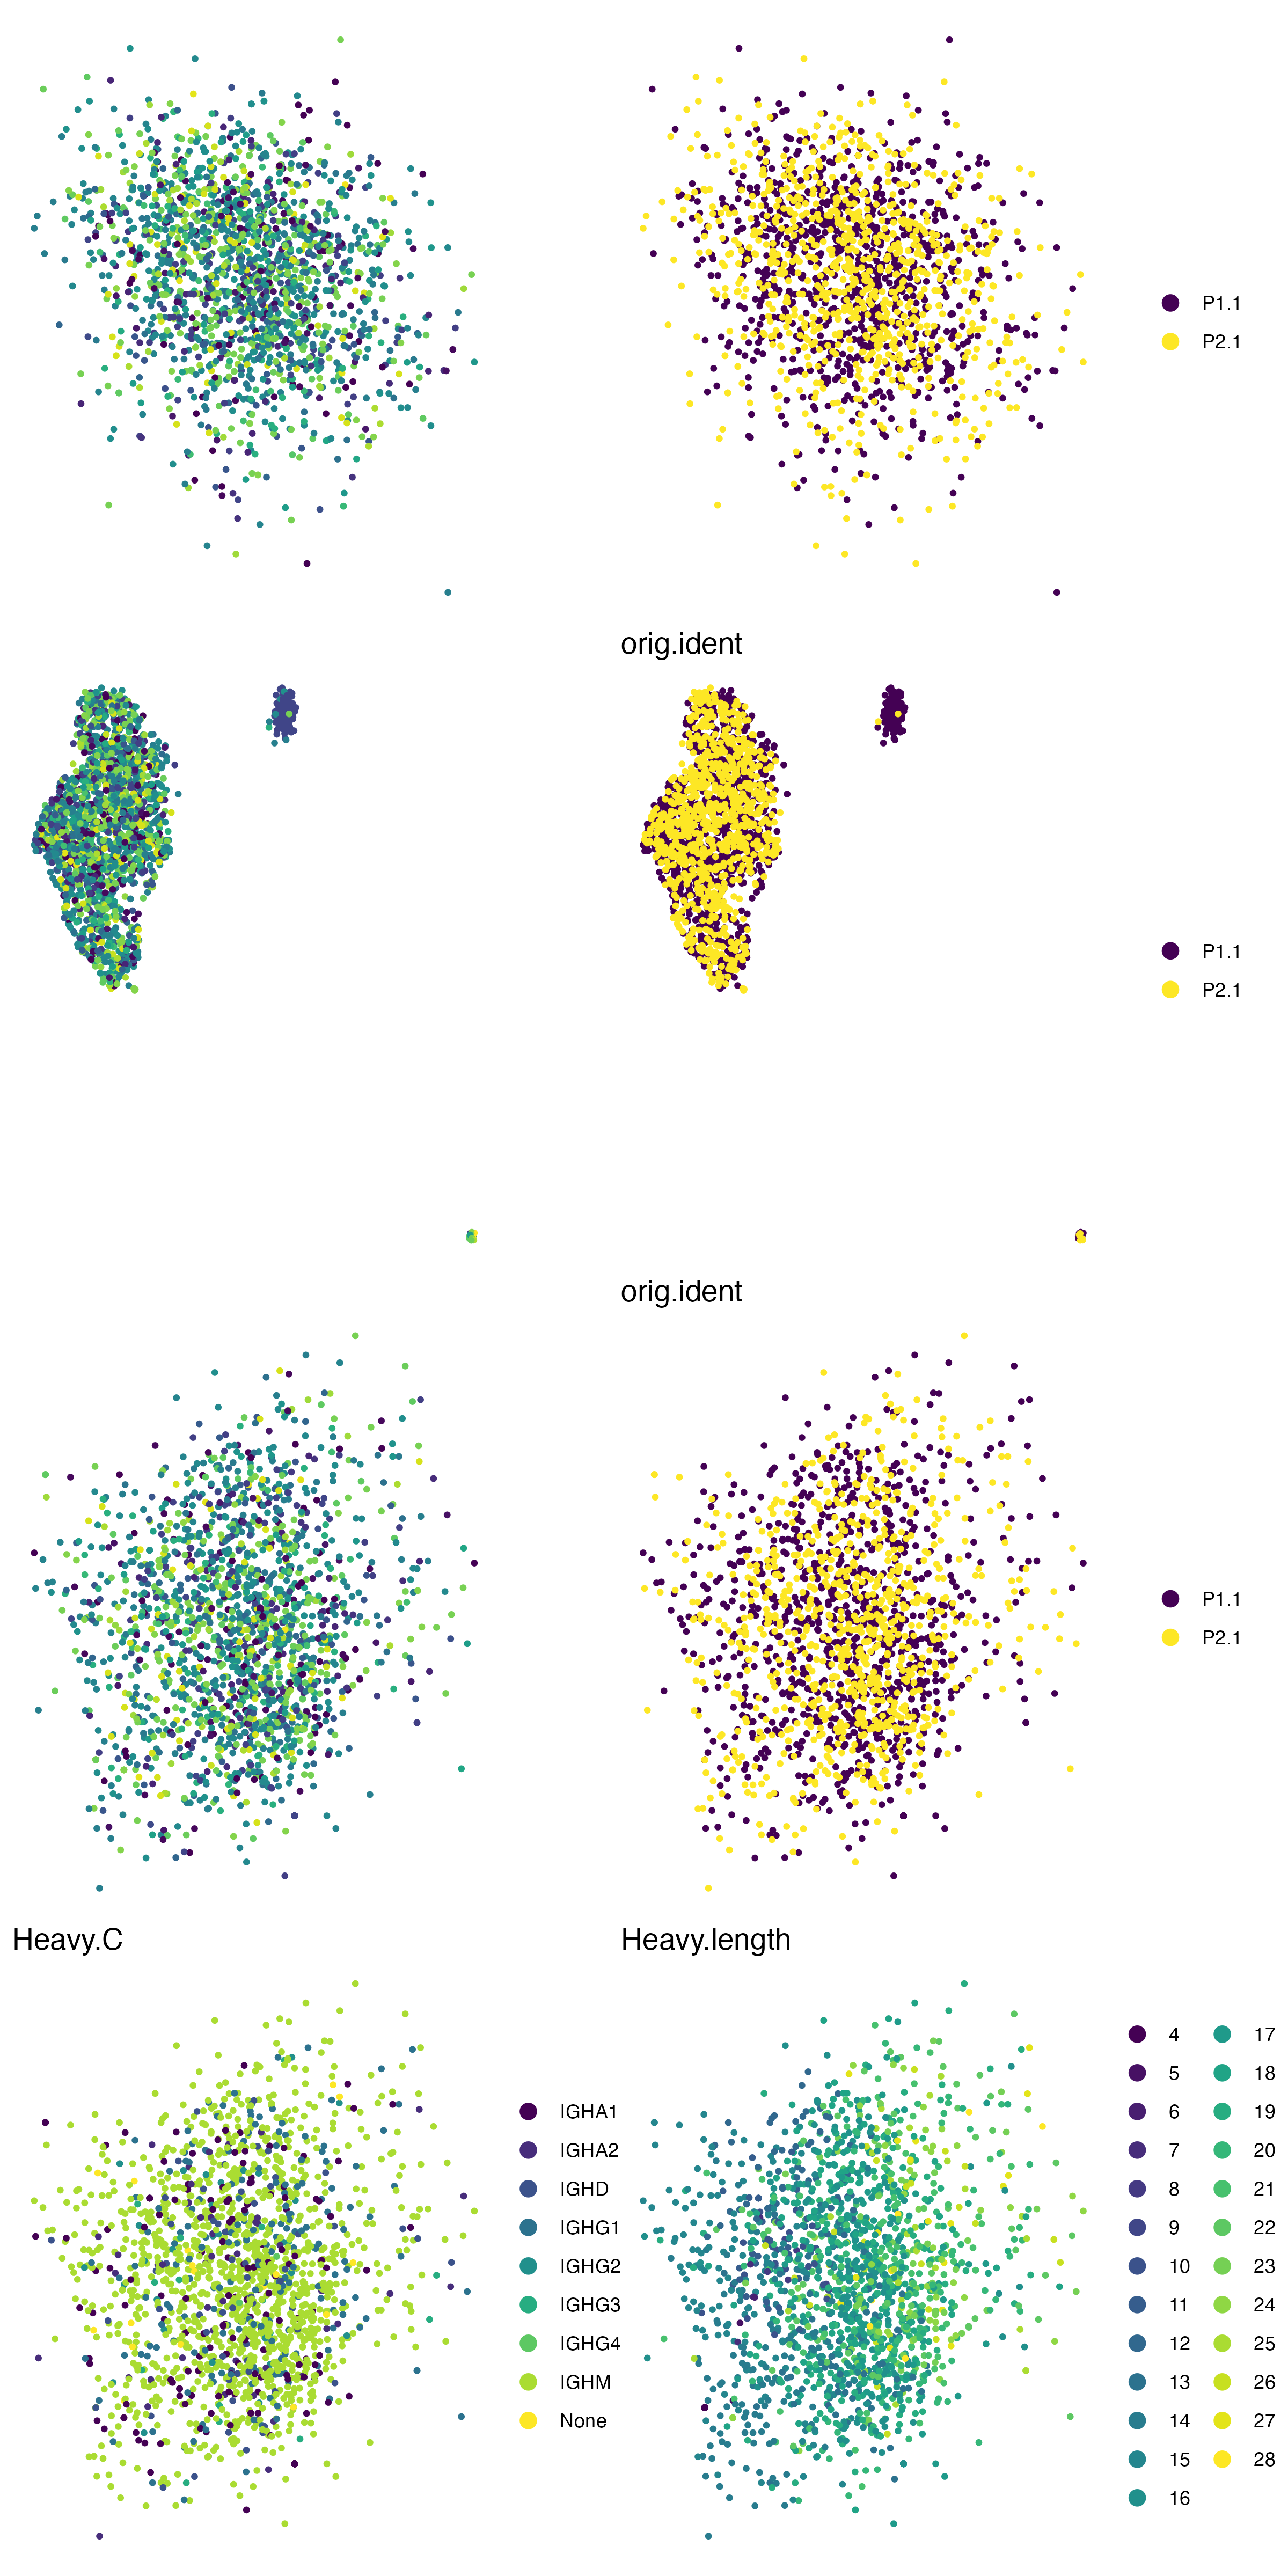 P1.1
P2.1
orig.ident
P1.1
P2.1
orig.ident
P1.1
P2.1
Heavy.C
Heavy.length
IGHA1
IGHA2
IGHD
IGHG1
IGHG2
IGHG3
IGHG4
IGHM
None
4
5
6
7
8
9
10
11
12
13
14
15
16
17
18
19
20
21
22
23
24
25
26
27
28